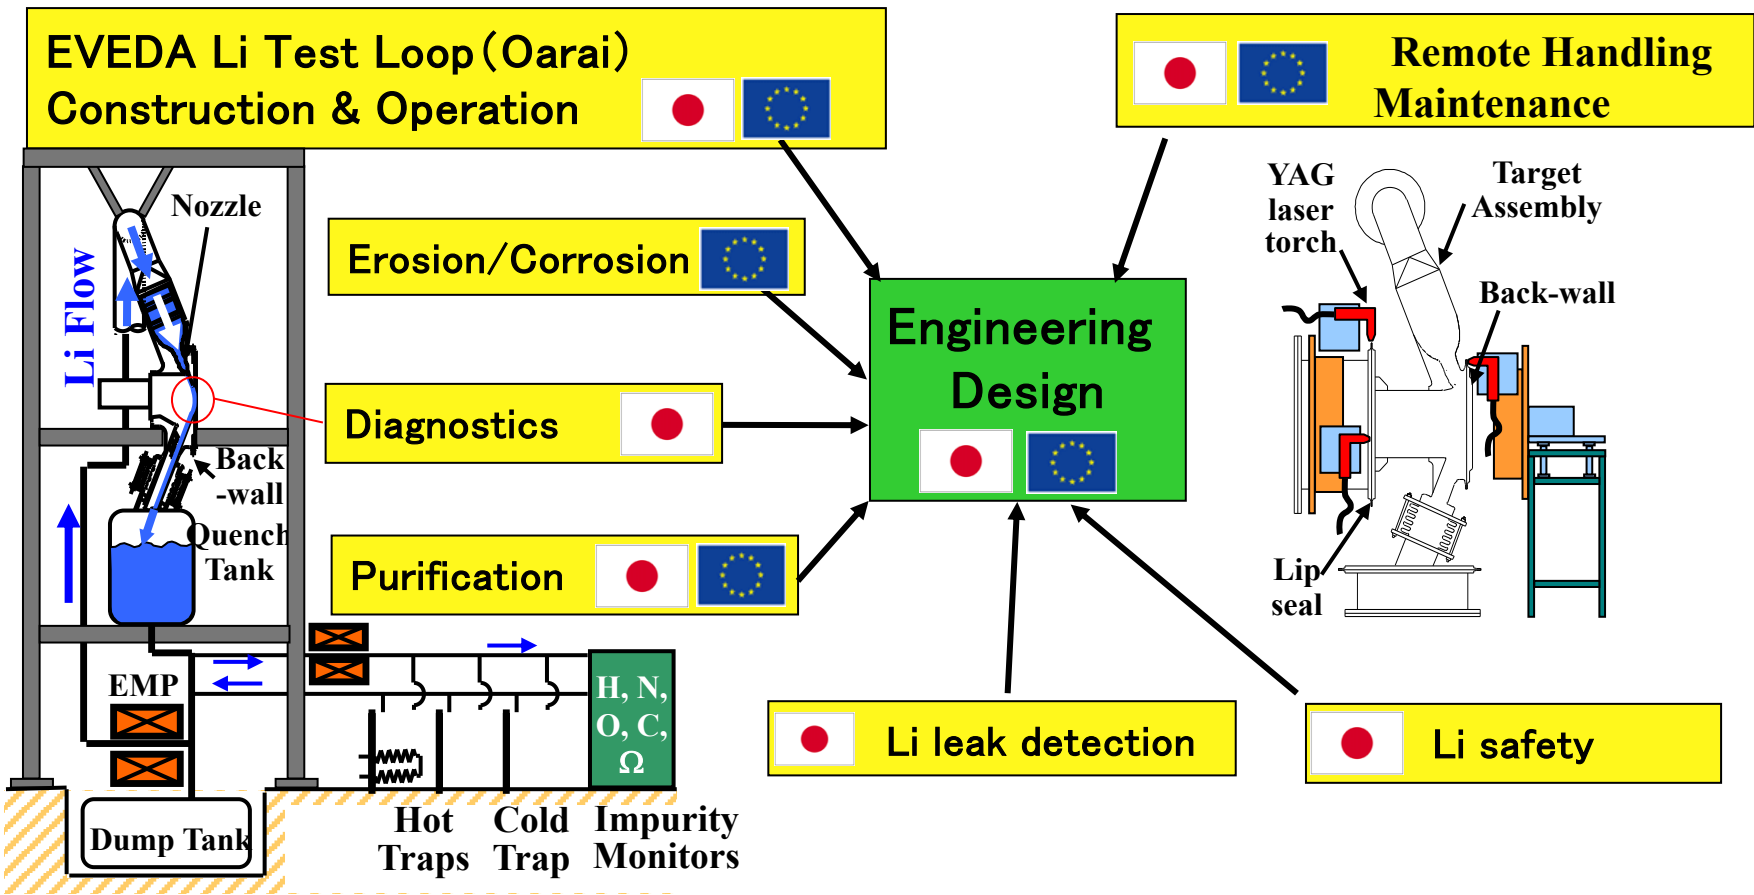 EVEDA Li Test Loop（Oarai）
Construction & Operation
Remote Handling
Maintenance
Nozzle
Li Flow
Erosion/Corrosion
Diagnostics
Purification
Back
-wall
Quench
Tank
EMP
Dump Tank
H, N,
O, C,
Ω
Hot
Traps
Cold
Trap
Impurity
Monitors
Engineering
Design
Li leak detection
Li safety
YAG
laser
torch
Target
Assembly
Back-wall
Lip
seal